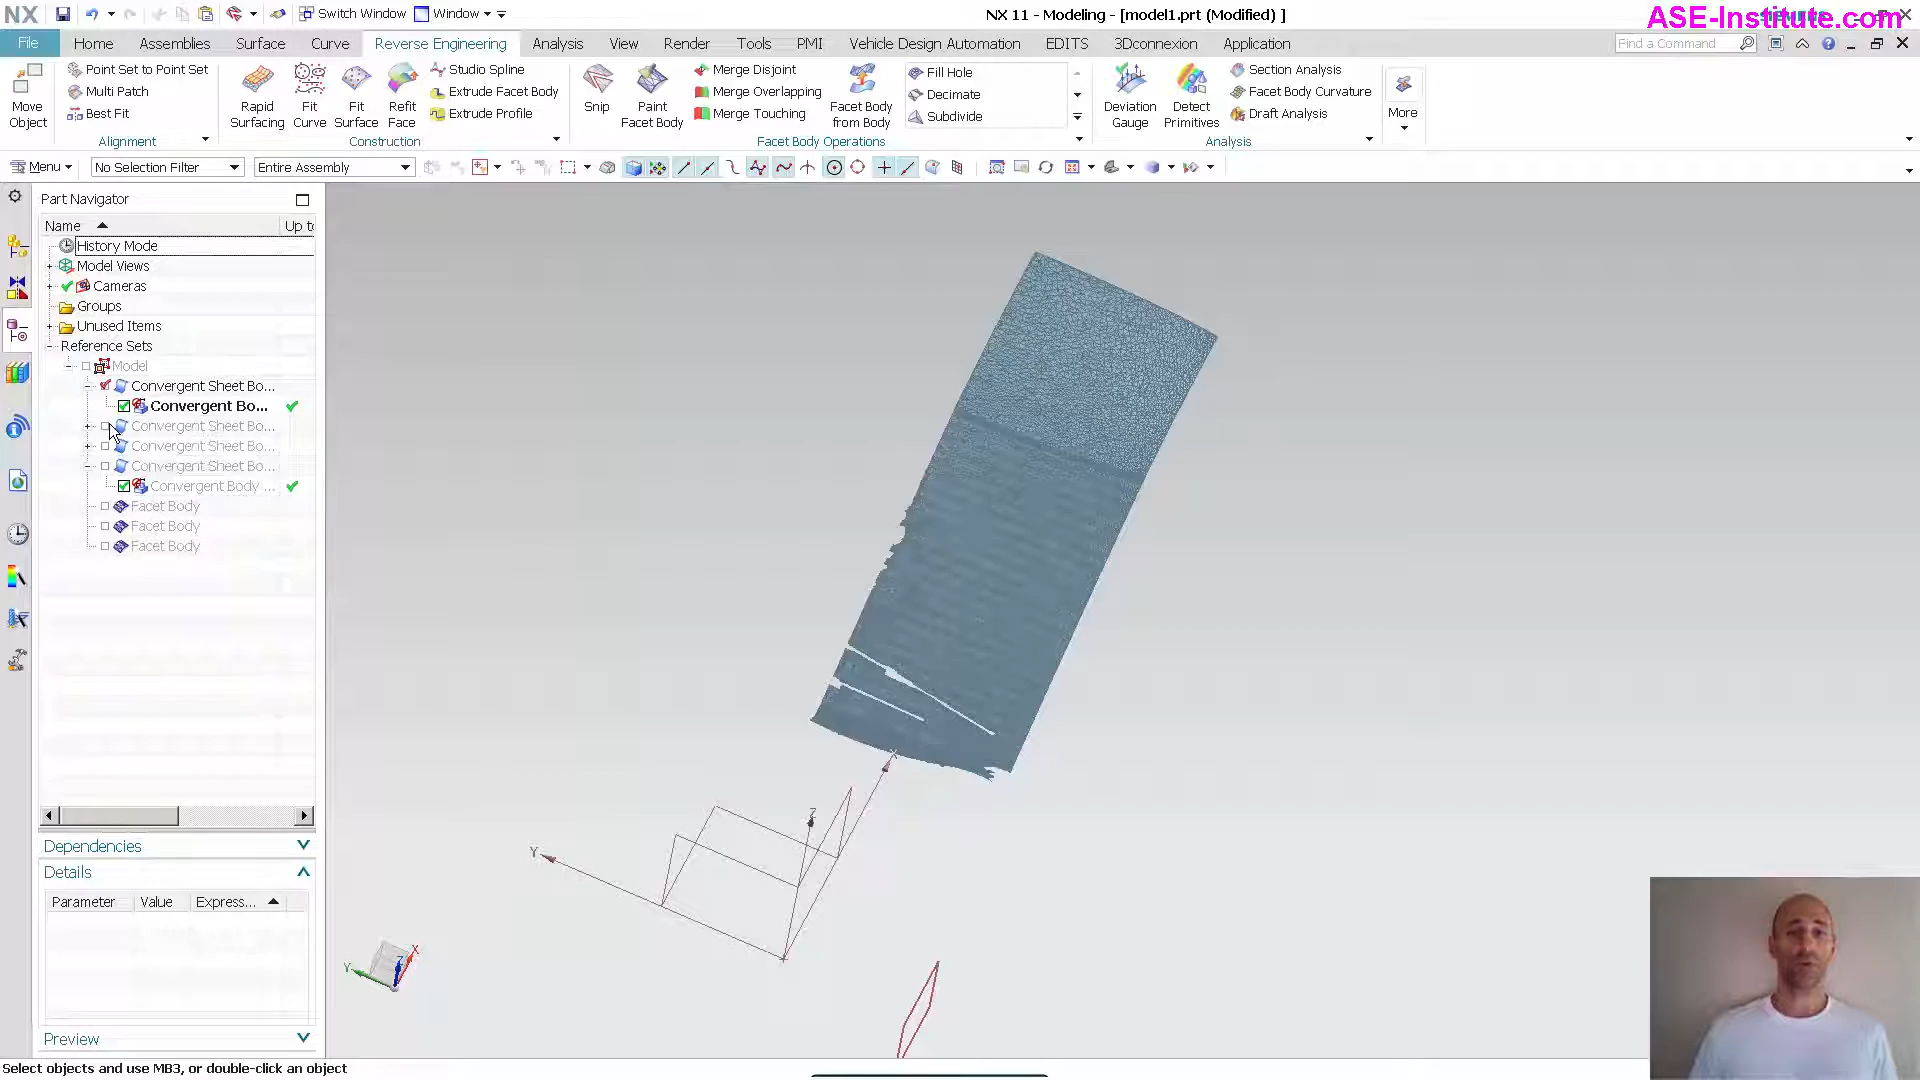 NX Switch Window Window NX 11 - Modeling - [model1.prt (Modified) ] ASE-Institute.com
File Home Assemblies Surface Curve Reverse Engineering Analysis View Render Tools PMI Vehicle Design Automation EDITS 3Dconnexion Application Find a Command
Move Object
Point Set to Point Set
Multi Patch
Best Fit
Alignment
Rapid Surfacing
Fit Curve
Fit Surface
Refit Face
Studio Spline
Extrude Facet Body
Extrude Profile
Construction
Snip
Paint Facet Body
Merge Disjoint
Merge Overlapping
Merge Touching
Facet Body from Body
Fill Hole
Decimate
Subdivide
Facet Body Operations
Deviation Gauge
Detect Primitives
Section Analysis
Facet Body Curvature
Draft Analysis
Analysis
More
Menu No Selection Filter Entire Assembly
Part Navigator
Name Up to
History Mode
Model Views
Cameras
Groups
Unused Items
Reference Sets
Model
Convergent Sheet Bo...
Convergent Bo...
Convergent Sheet Bo...
Convergent Sheet Bo...
Convergent Sheet Bo...
Convergent Body ...
Facet Body
Facet Body
Facet Body
Dependencies
Details
Parameter Value Express...
Preview
X
Z
Y
X
Z
Y
Select objects and use MB3, or double-click an object